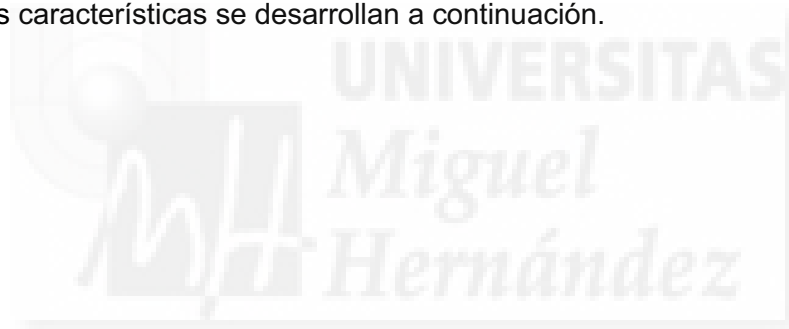 s características se desarrollan a continuación.
UNIVERSITAS
Miguel
Hernández